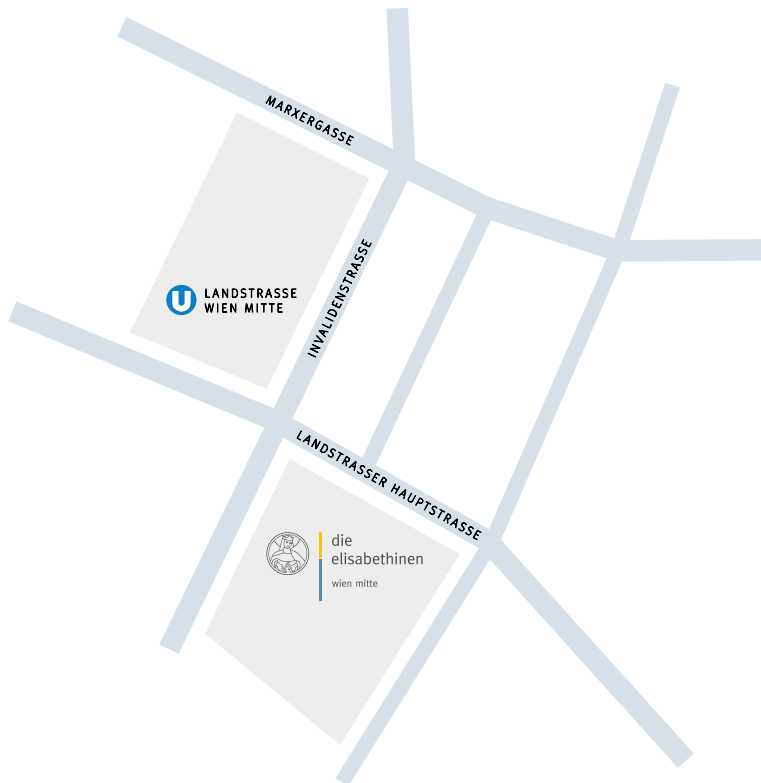 MARXERGASSE
INVALIDENSTRASSE
U LANDSTRASSE
WIEN MITTE
LANDSTRASSER HAUPTSTRASSE
die
elisabethinen
wien mitte